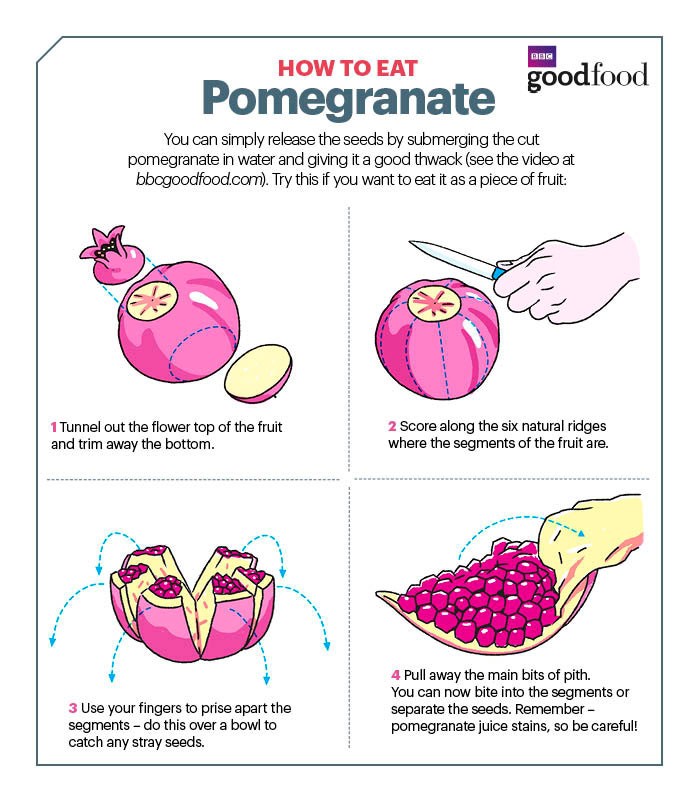 HOW TO EAT
Pomegranate
BBC
goodfood
You can simply release the seeds by submerging the cut
pomegranate in water and giving it a good thwack (see the video at
bbcgoodfood.com). Try this if you want to eat it as a piece of fruit:
1 Tunnel out the flower top of the fruit
and trim away the bottom.
2 Score along the six natural ridges
where the segments of the fruit are.
3 Use your fingers to prise apart the
segments – do this over a bowl to
catch any stray seeds.
4 Pull away the main bits of pith.
You can now bite into the segments or
separate the seeds. Remember –
pomegranate juice stains, so be careful!